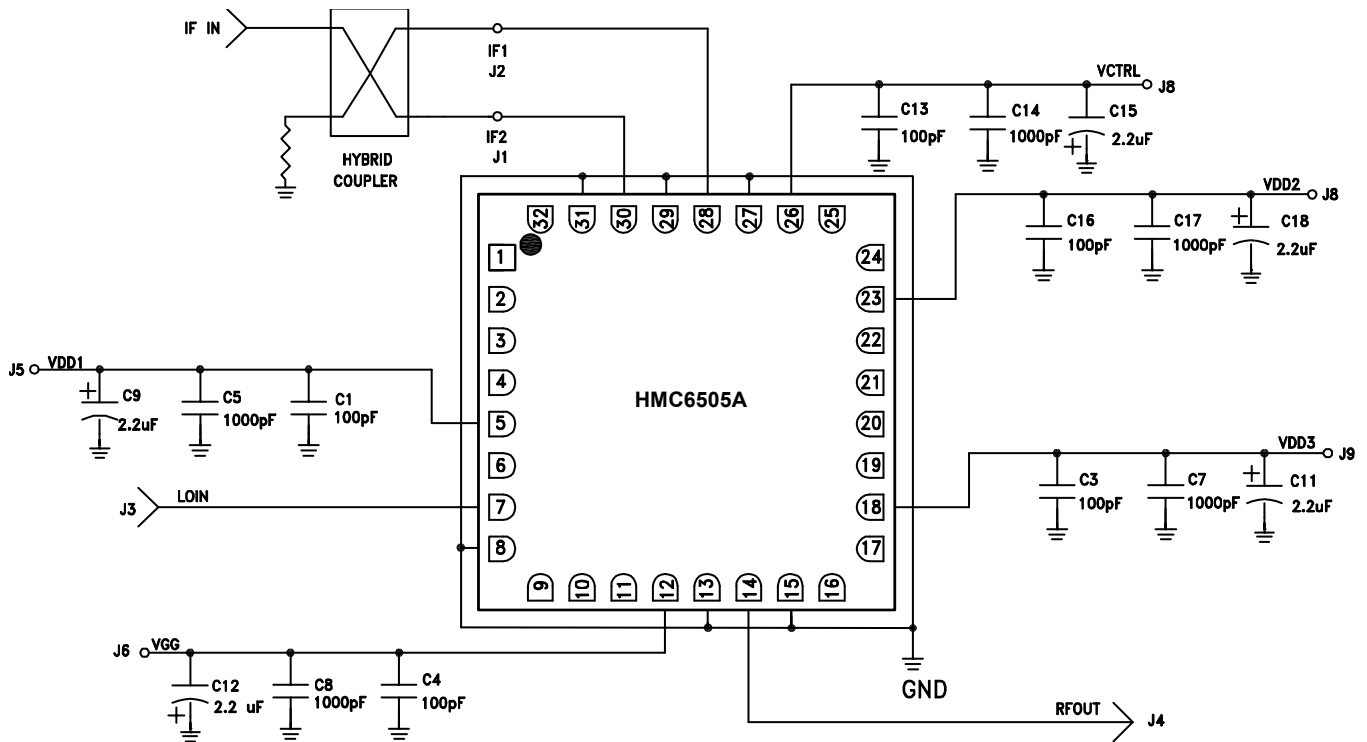 IF IN
IF1
J2
IF2
J1
HYBRID
COUPLER
VCTRL
J8
C13
100pF
C14
1000pF
C15
2.2uF
+
VDD2
J8
C16
100pF
C17
1000pF
+
C18
2.2uF
32
31
30
29
28
27
26
25
1
2
3
4
5
6
7
8
24
23
22
21
20
19
18
17
HMC6505A
J5
VDD1
+
C9
2.2uF
C5
1000pF
C1
100pF
J3
LOIN
VDD3
J9
C3
100pF
C7
1000pF
+
C11
2.2uF
9
10
11
12
13
14
15
16
J6
VGG
C12
2.2 uF
+
C8
1000pF
C4
100pF
GND
RFOUT
J4